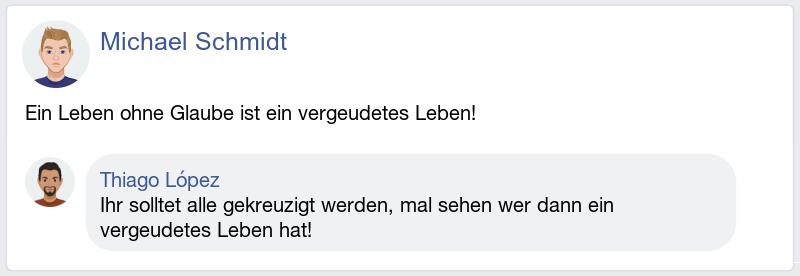 Michael Schmidt
Ein Leben ohne Glaube ist ein vergeudetes Leben!
Thiago López
Ihr solltet alle gekreuzigt werden, mal sehen wer dann ein
vergeudetes Leben hat!